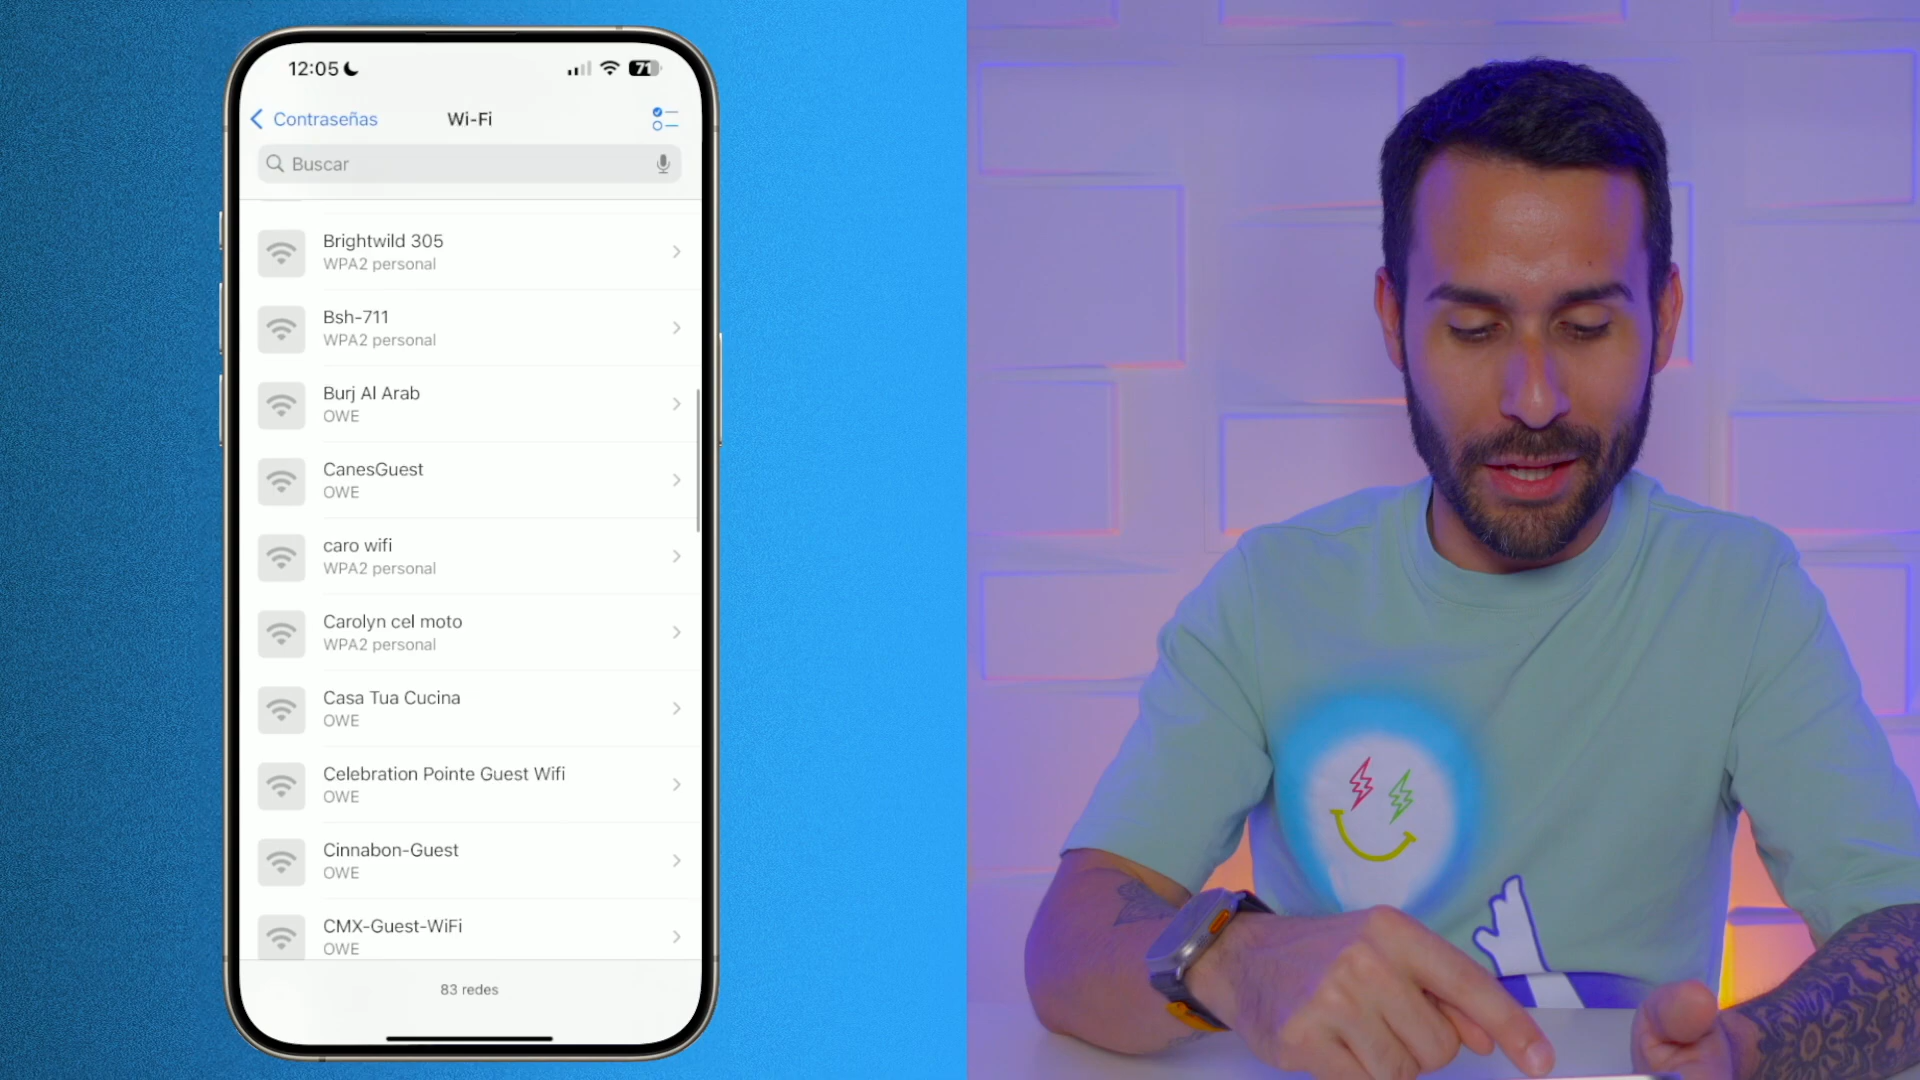 12:05
71
Contraseñas
Wi-Fi
Buscar
Brightwild 305
WPA2 personal
Bsh-711
WPA2 personal
Burj Al Arab
OWE
CanesGuest
OWE
caro wifi
WPA2 personal
Carolyn cel moto
WPA2 personal
Casa Tua Cucina
OWE
Celebration Pointe Guest Wifi
OWE
Cinnabon-Guest
OWE
CMX-Guest-WiFi
OWE
83 redes